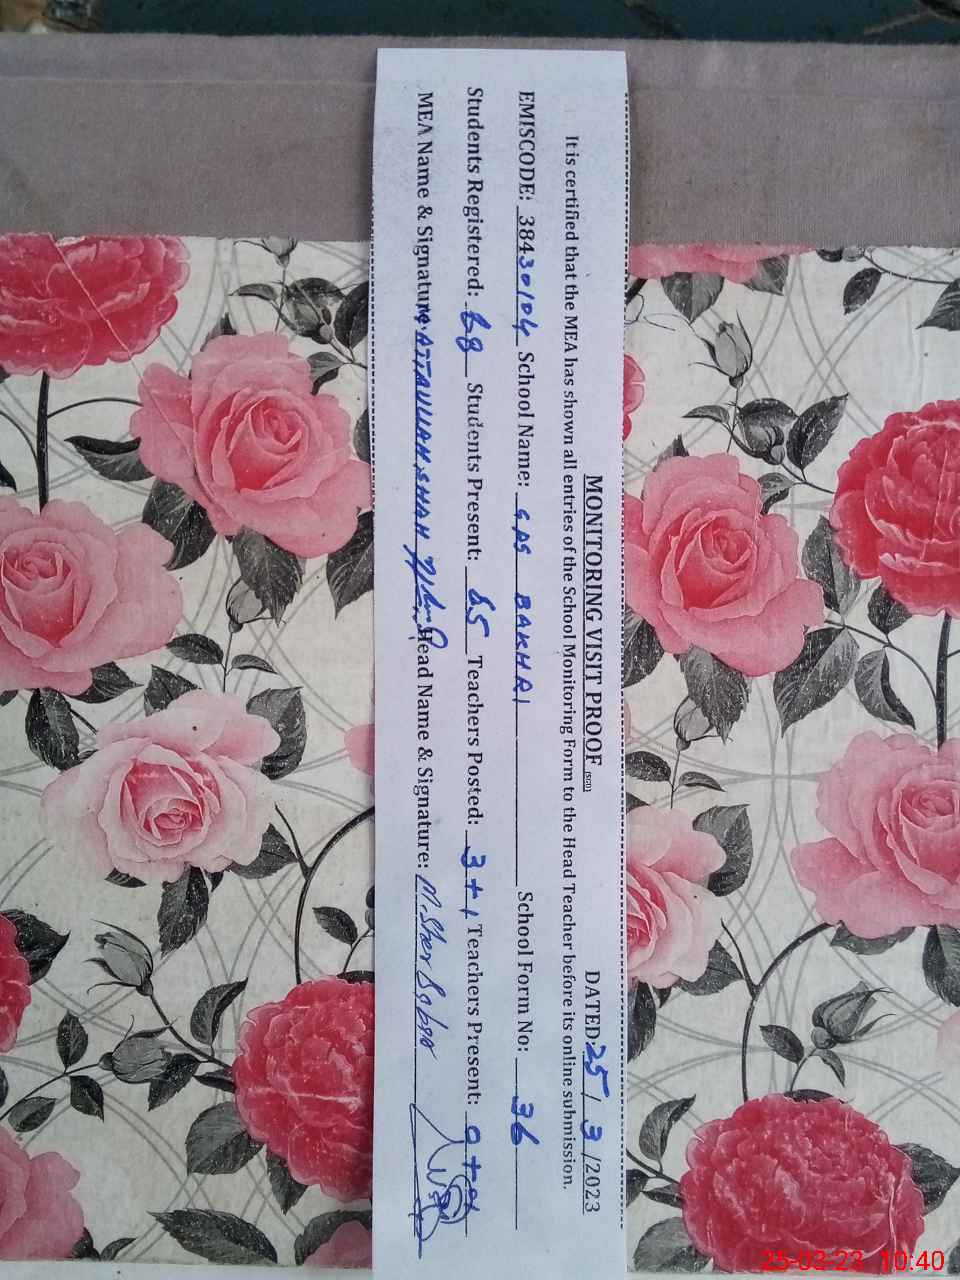 MONITORING VISIT PROOF DATED: 25/3/2023
It is certified that the MEA has shown all entries of the School Monitoring Form to the Head Teacher before its online submission.
EMISCODE: 38430104 School Name: GPS BAKHRI School Form No: 36
Students Registered: 68 Students Present: 55 Teachers Posted: 3+1 Teachers Present: 0+
MEA Name & Signature: ATTAULLAH SHAH Head Name & Signature: M. Sher Baber
25-03-23 10:40